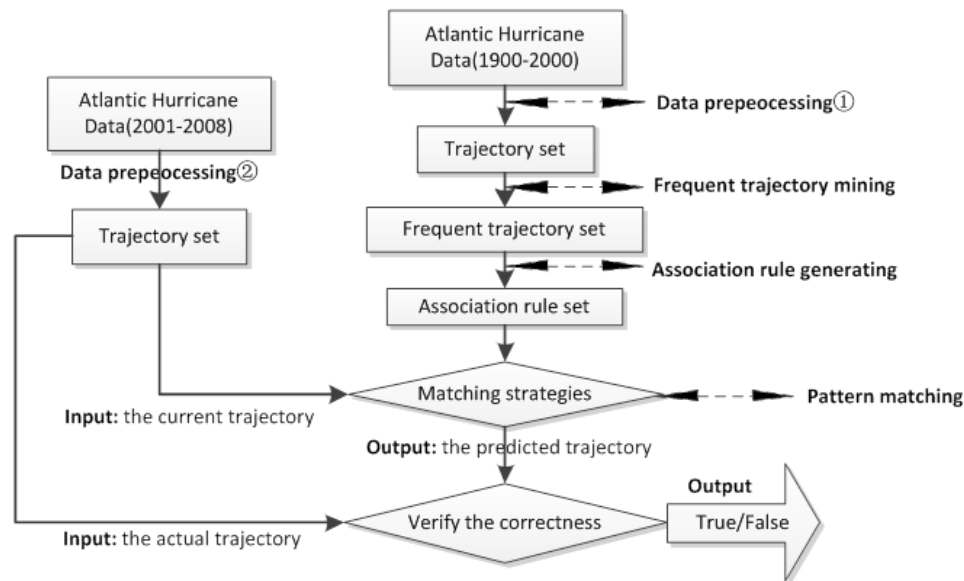 Atlantic Hurricane
Data(1900-2000)
Atlantic Hurricane
Data(2001-2008)
Data prepeocessing①
Trajectory set
Data prepeocessing②
Frequent trajectory mining
Trajectory set
Frequent trajectory set
Association rule generating
Association rule set
Matching strategies
Pattern matching
Input: the current trajectory
Output: the predicted trajectory
Output
Verify the correctness
True/False
Input: the actual trajectory